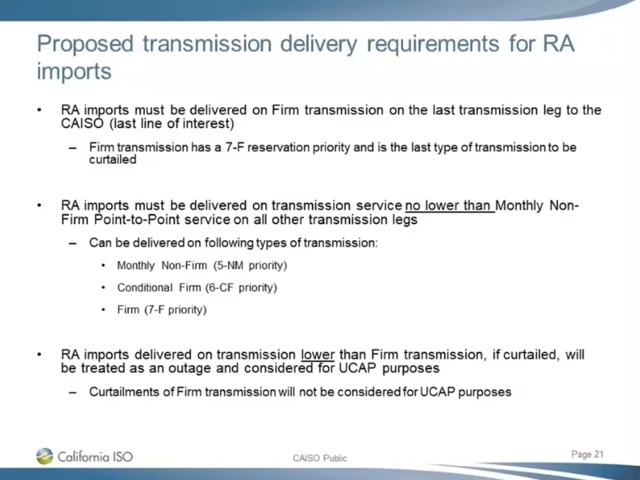 Proposed transmission delivery requirements for RA
imports
• RA imports must be delivered on Firm transmission on the last transmission leg to the
CAISO (last line of interest)
– Firm transmission has a 7-F reservation priority and is the last type of transmission to be
curtailed
• RA imports must be delivered on transmission service no lower than Monthly Non-
Firm Point-to-Point service on all other transmission legs
– Can be delivered on following types of transmission:
• Monthly Non-Firm (5-NM priority)
• Conditional Firm (6-CF priority)
• Firm (7-F priority)
• RA imports delivered on transmission lower than Firm transmission, if curtailed, will
be treated as an outage and considered for UCAP purposes
– Curtailments of Firm transmission will not be considered for UCAP purposes
California ISO
CAISO Public
Page 21